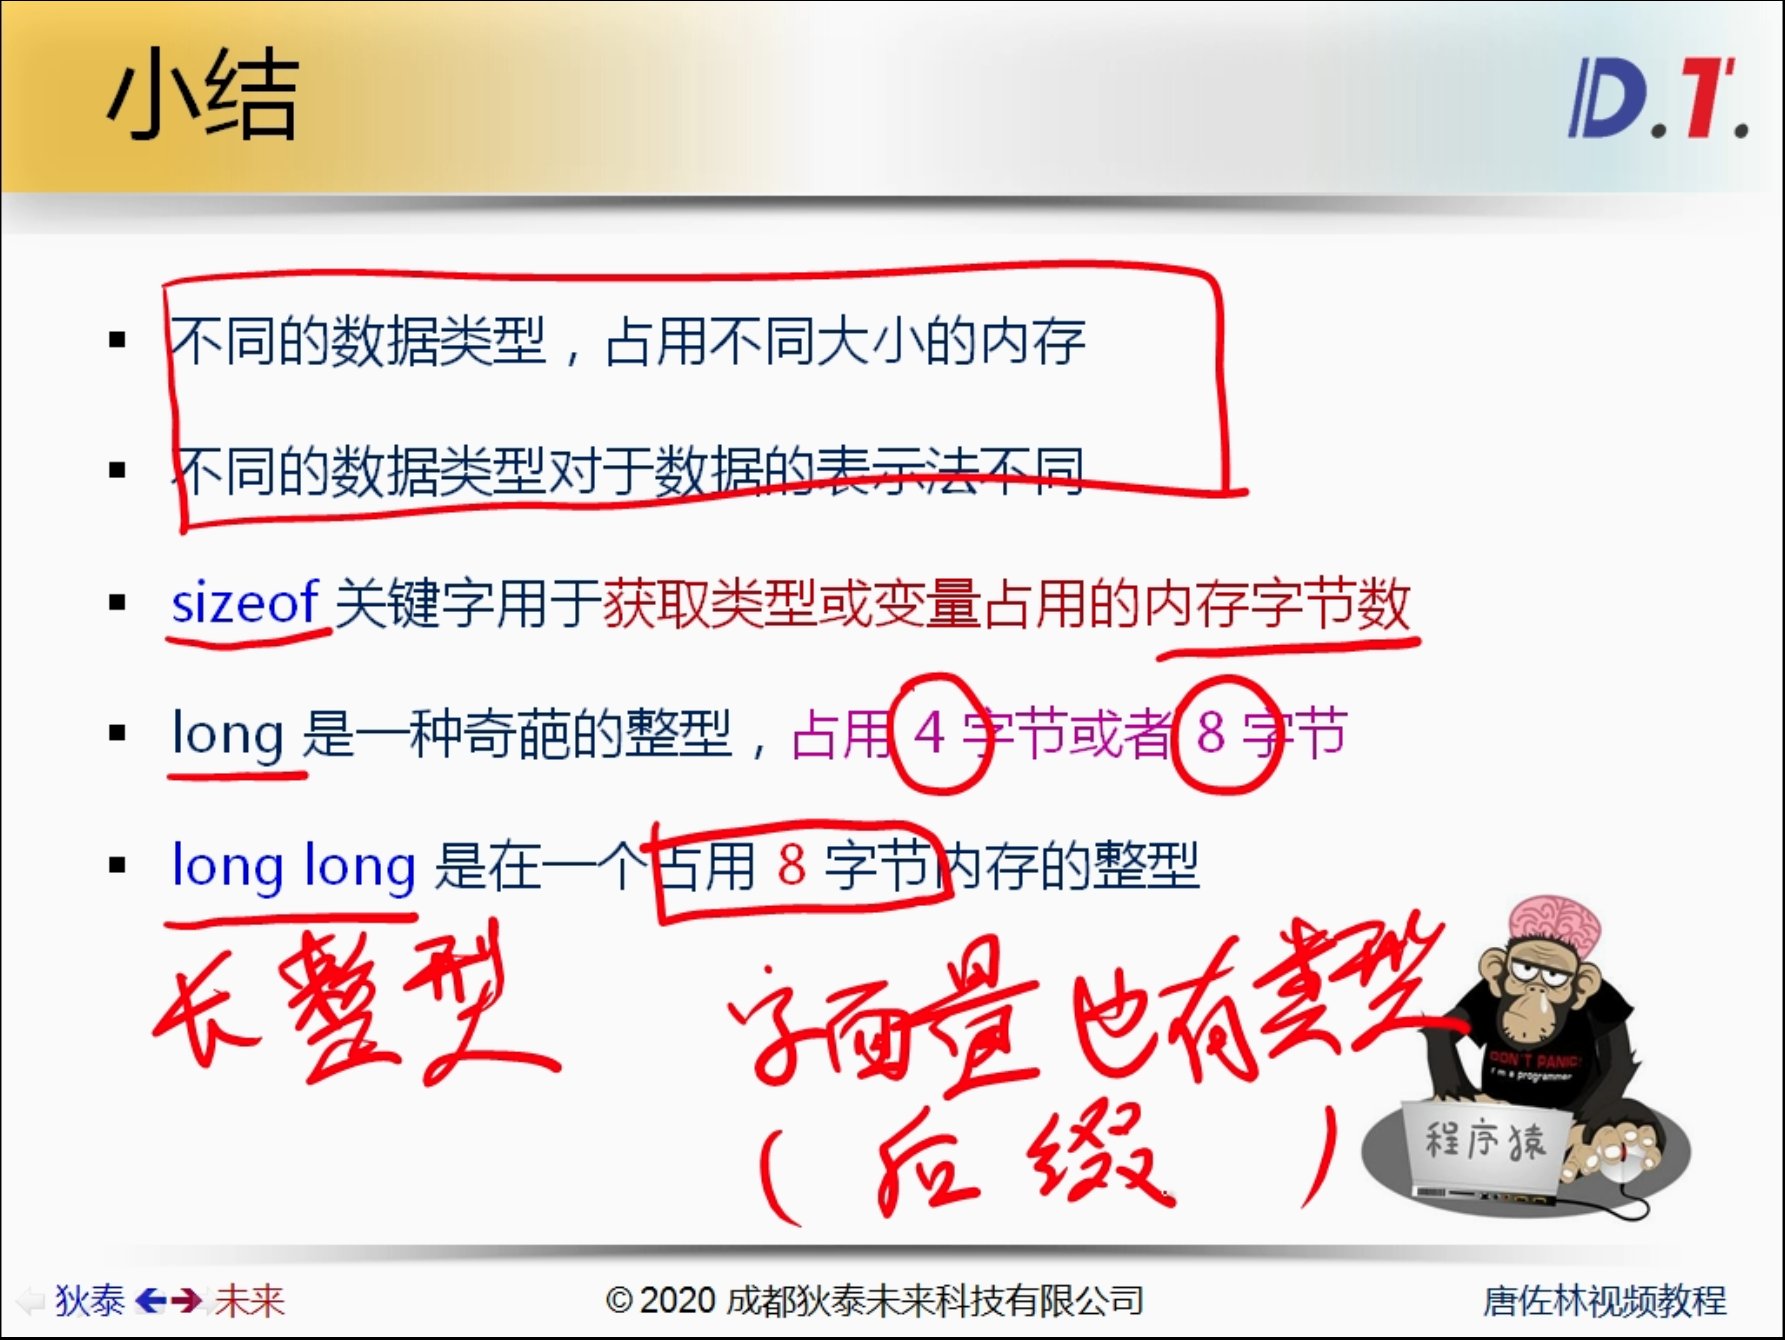 小结
D.T.
不同的数据类型，占用不同大小的内存
不同的数据类型对于数据的表示法不同
sizeof 关键字用于获取类型或变量占用的内存字节数
long 是一种奇葩的整型，占用 4 字节或者 8 字节
long long 是在一个占用 8 字节内存的整型
长整型
字面量也有类型
(后缀)
DON'T PANIC!
I'm a programmer
程序猿
狄泰 未来
© 2020 成都狄泰未来科技有限公司
唐佐林视频教程